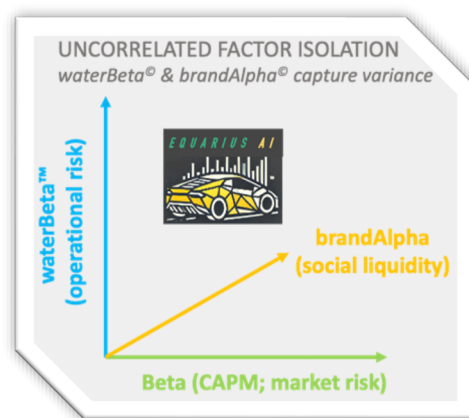 UNCORRELATED FACTOR ISOLATION
waterBeta© & brandAlpha© capture variance
EQUARIUS AI
waterBeta™
(operational risk)
brandAlpha
(social liquidity)
Beta (CAPM; market risk)